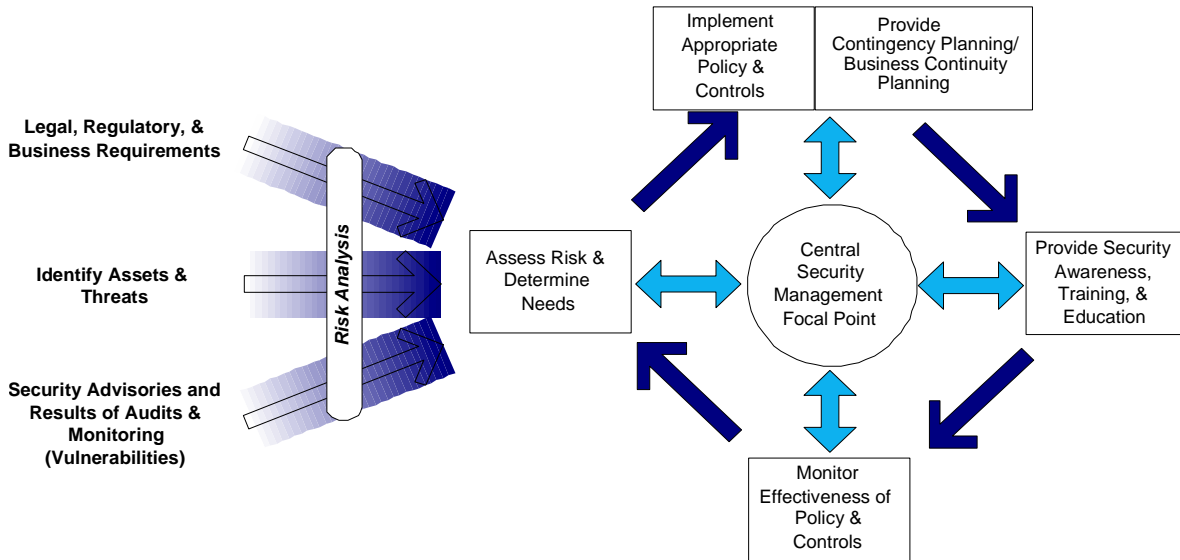 Legal, Regulatory, &
Business Requirements
Identify Assets &
Threats
Security Advisories and
Results of Audits &
Monitoring
(Vulnerabilities)
Risk Analysis
Assess Risk &
Determine
Needs
Implement
Appropriate
Policy &
Controls
Provide
Contingency Planning/
Business Continuity
Planning
Central
Security
Management
Focal Point
Provide Security
Awareness,
Training, &
Education
Monitor
Effectiveness of
Policy &
Controls